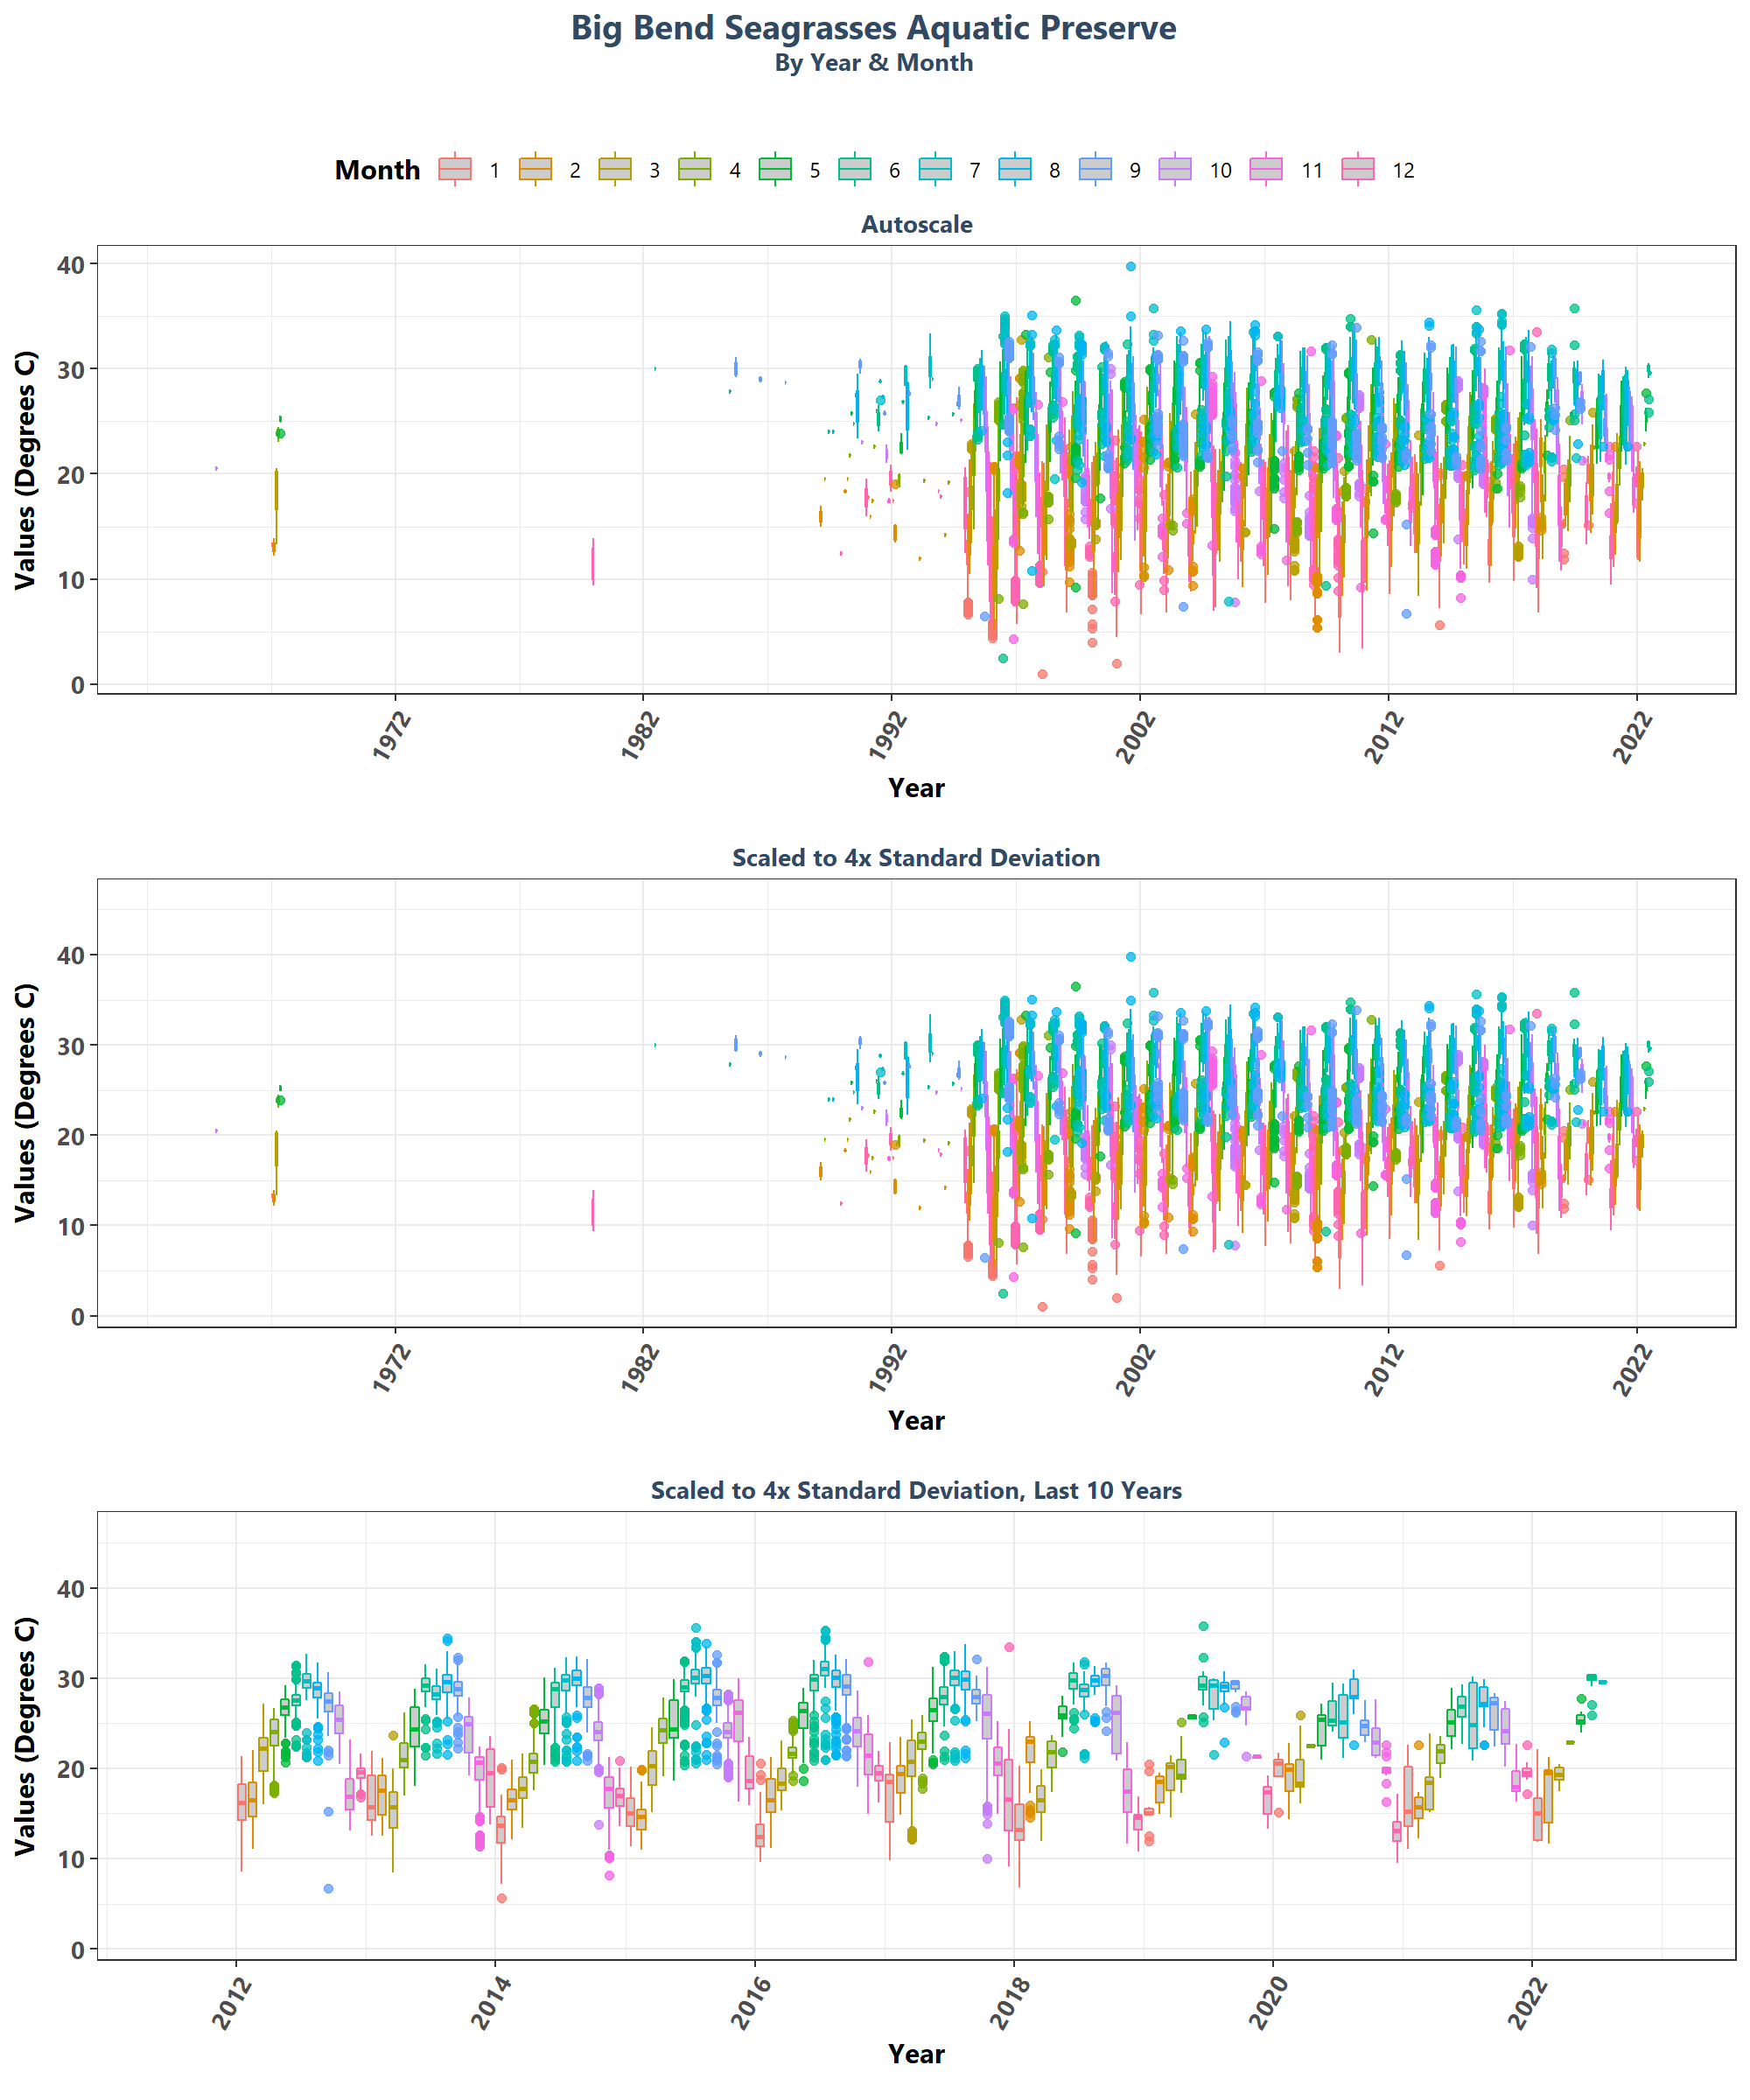 Big Bend Seagrasses Aquatic Preserve
By Year & Month
Month 1 2 3 4 5 6 7 8 9 10 11 12
Autoscale
Values (Degrees C)
40
30
20
10
0
1972 1982 1992 2002 2012 2022
Year
Scaled to 4x Standard Deviation
Values (Degrees C)
40
30
20
10
0
1972 1982 1992 2002 2012 2022
Year
Scaled to 4x Standard Deviation, Last 10 Years
Values (Degrees C)
40
30
20
10
0
2012 2014 2016 2018 2020 2022
Year